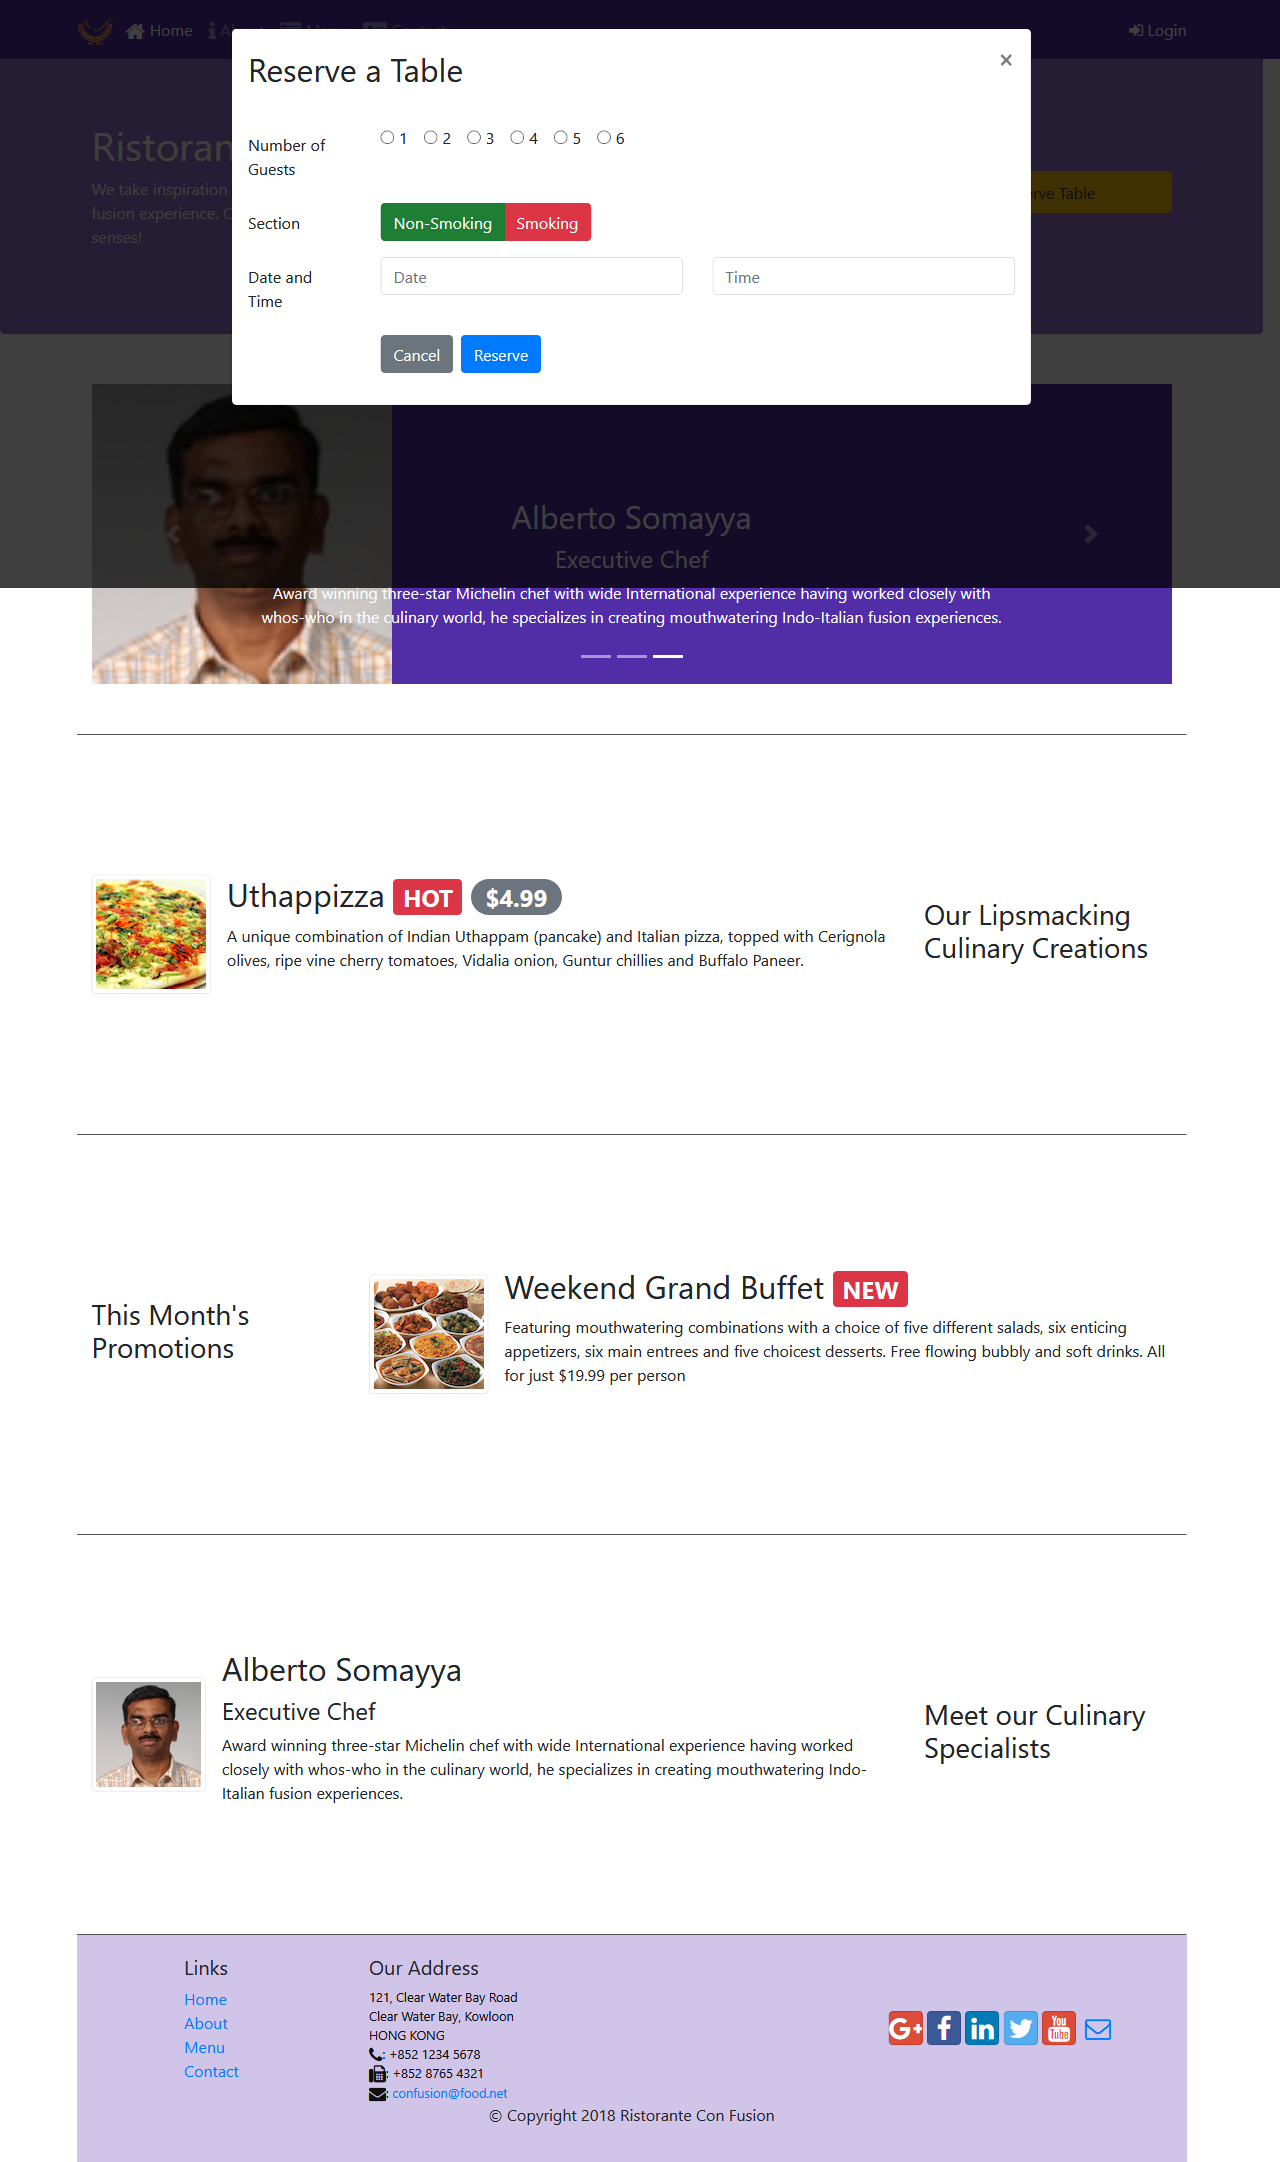 Home
Login
Reserve a Table
×
Number of
Guests
1 2 3 4 5 6
Section
Non-Smoking Smoking
Date and
Time
Date
Time
Cancel Reserve
We take inspiration
fusion experience.
senses!
Table
Alberto Somayya
Executive Chef
Award winning three-star Michelin chef with wide International experience having worked closely with
whos-who in the culinary world, he specializes in creating mouthwatering Indo-Italian fusion experiences.
Uthappizza HOT $4.99
A unique combination of Indian Uthappam (pancake) and Italian pizza, topped with Cerignola
olives, ripe vine cherry tomatoes, Vidalia onion, Guntur chillies and Buffalo Paneer.
Our Lipsmacking
Culinary Creations
This Month's
Promotions
Weekend Grand Buffet NEW
Featuring mouthwatering combinations with a choice of five different salads, six enticing
appetizers, six main entrees and five choicest desserts. Free flowing bubbly and soft drinks. All
for just $19.99 per person
Alberto Somayya
Executive Chef
Award winning three-star Michelin chef with wide International experience having worked
closely with whos-who in the culinary world, he specializes in creating mouthwatering Indo-
Italian fusion experiences.
Meet our Culinary
Specialists
Links
Home
About
Menu
Contact
Our Address
121, Clear Water Bay Road
Clear Water Bay, Kowloon
HONG KONG
: +852 1234 5678
: +852 8765 4321
: confusion@food.net
You
Tube
© Copyright 2018 Ristorante Con Fusion